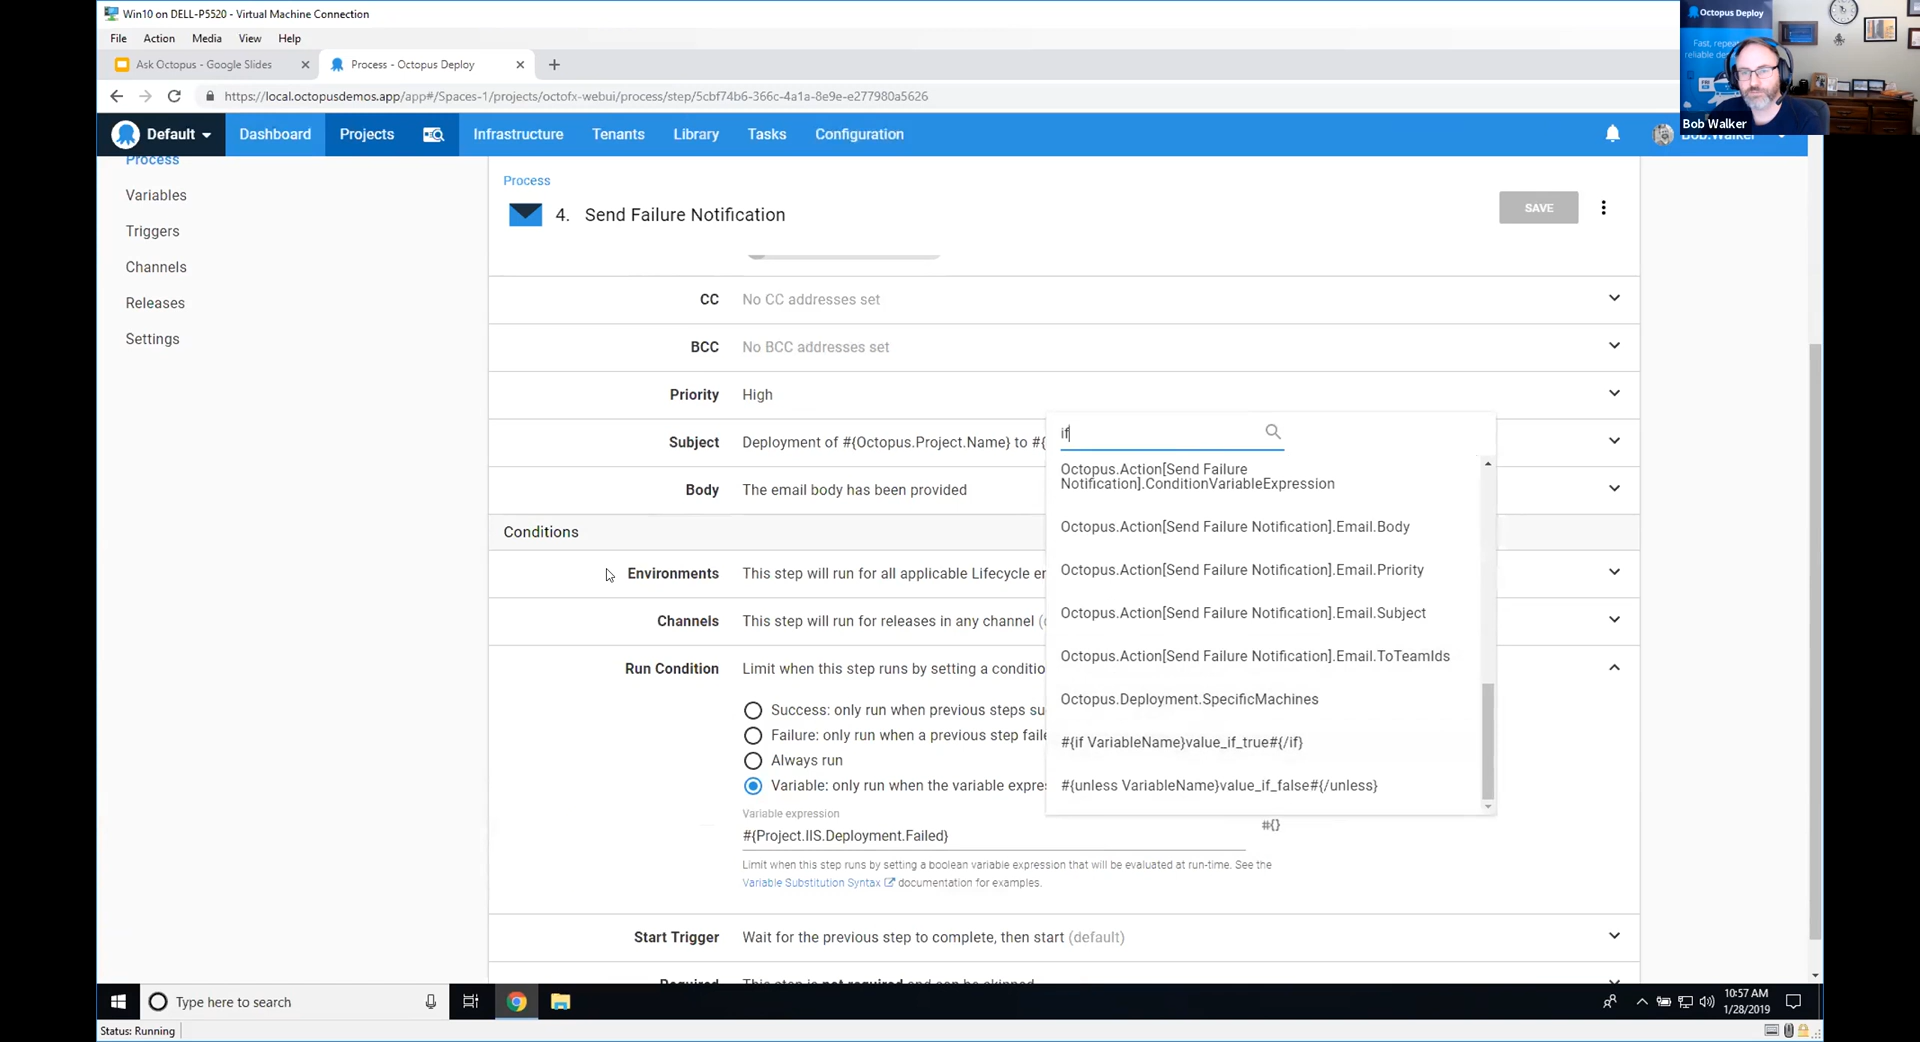 Win10 on DELL-P5520 - Virtual Machine Connection
File Action Media View Help
Ask Octopus - Google Slides
Process - Octopus Deploy
https://local.octopusdemos.app/app#/Spaces-1/projects/octofx-webui/process/step/5cbf74b6-366c-4a1a-8e9e-e277980a5626
Octopus Deploy
Bob Walker
Default Dashboard Projects Infrastructure Tenants Library Tasks Configuration
Process
Variables
Triggers
Channels
Releases
Settings
Process
4. Send Failure Notification
SAVE
CC No CC addresses set
BCC No BCC addresses set
Priority High
Subject Deployment of #{Octopus.Project.Name} to #{
Body The email body has been provided
Conditions
Environments This step will run for all applicable Lifecycle
Channels This step will run for releases in any channel
Run Condition Limit when this step runs by setting a
Success: only run when previous steps
Failure: only run when a previous step
Always run
Variable: only run when the variable
Variable expression
#{Project.IIS.Deployment.Failed}
#{}
Limit when this step runs by setting a boolean variable expression that will be evaluated at run-time. See the
Variable Substitution Syntax documentation for examples.
Start Trigger Wait for the previous step to complete, then start (default)
Required This step is not required and can be skipped
if
Octopus.Action[Send Failure
Notification].ConditionVariableExpression
Octopus.Action[Send Failure Notification].Email.Body
Octopus.Action[Send Failure Notification].Email.Priority
Octopus.Action[Send Failure Notification].Email.Subject
Octopus.Action[Send Failure Notification].Email.ToTeamIds
Octopus.Deployment.SpecificMachines
#{if VariableName}value_if_true#{/if}
#{unless VariableName}value_if_false#{/unless}
Type here to search
10:57 AM
1/28/2019
Status: Running